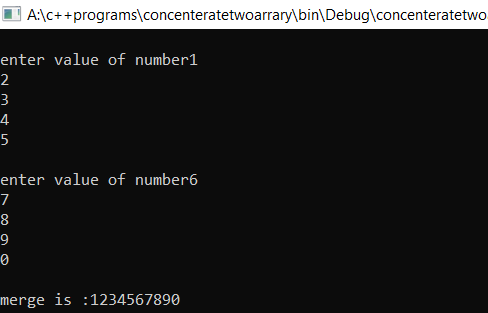 A:\c++programs\concenteratetwoarrary\bin\Debug\concenteratetwo
enter value of number1
2
3
4
5
enter value of number6
7
8
9
0
merge is :1234567890